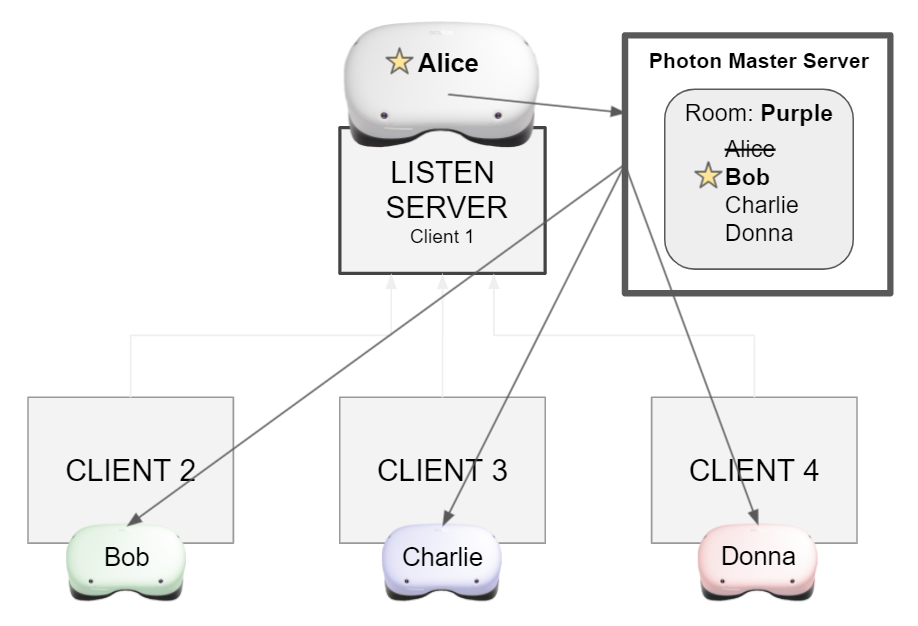 Alice
LISTEN
SERVER
Client 1
Photon Master Server
Room: Purple
Alice
Bob
Charlie
Donna
CLIENT 2
CLIENT 3
CLIENT 4
Bob
Charlie
Donna